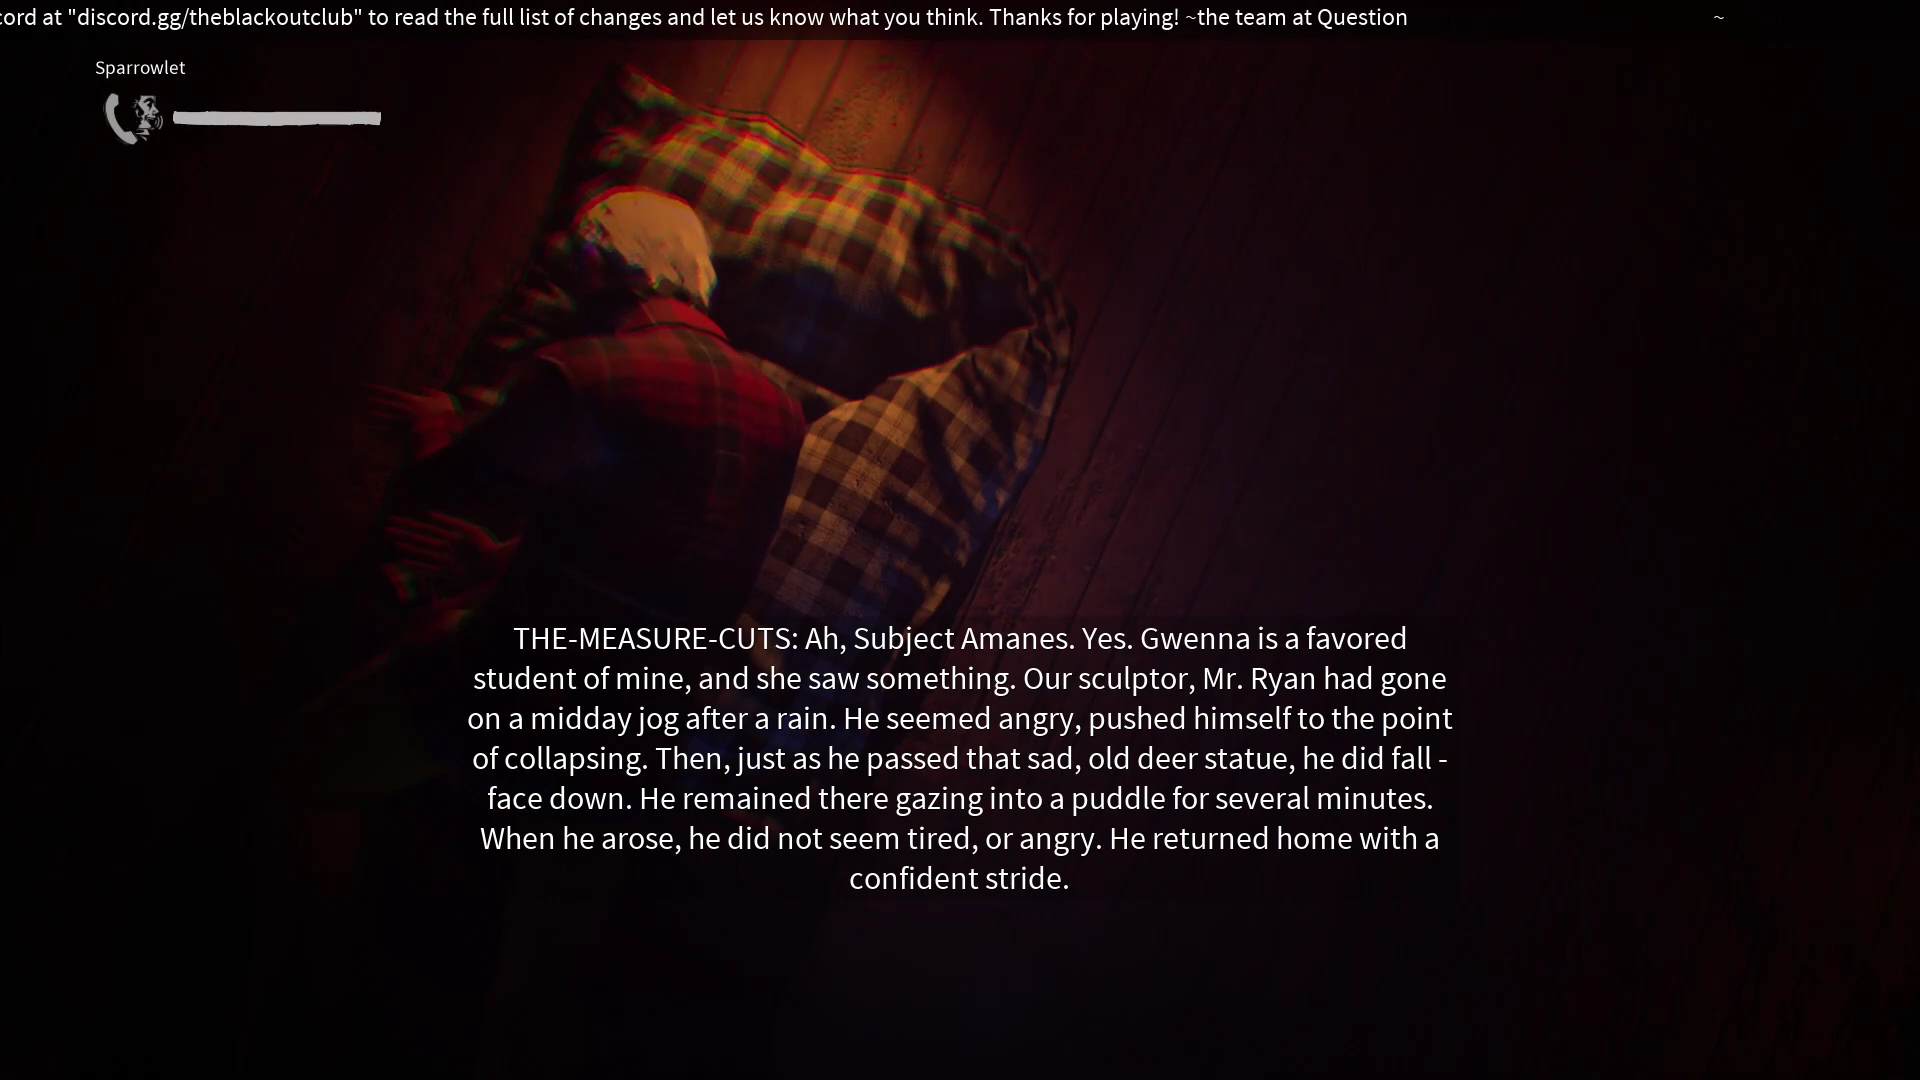 cord at "discord.gg/theblackoutclub" to read the full list of changes and let us know what you think. Thanks for playing! ~the team at Question ~
Sparrowlet
THE-MEASURE-CUTS: Ah, Subject Amanes. Yes. Gwenna is a favored
student of mine, and she saw something. Our sculptor, Mr. Ryan had gone
on a midday jog after a rain. He seemed angry, pushed himself to the point
of collapsing. Then, just as he passed that sad, old deer statue, he did fall -
face down. He remained there gazing into a puddle for several minutes.
When he arose, he did not seem tired, or angry. He returned home with a
confident stride.